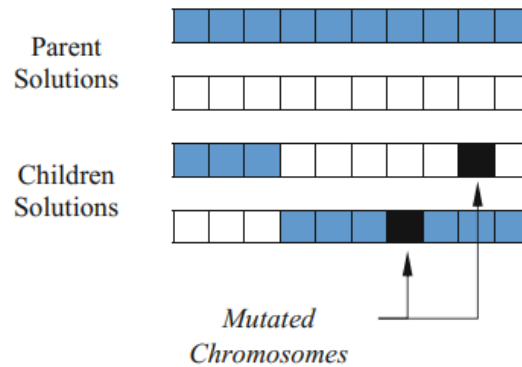 Parent
Solutions
Children
Solutions
Mutated
Chromosomes